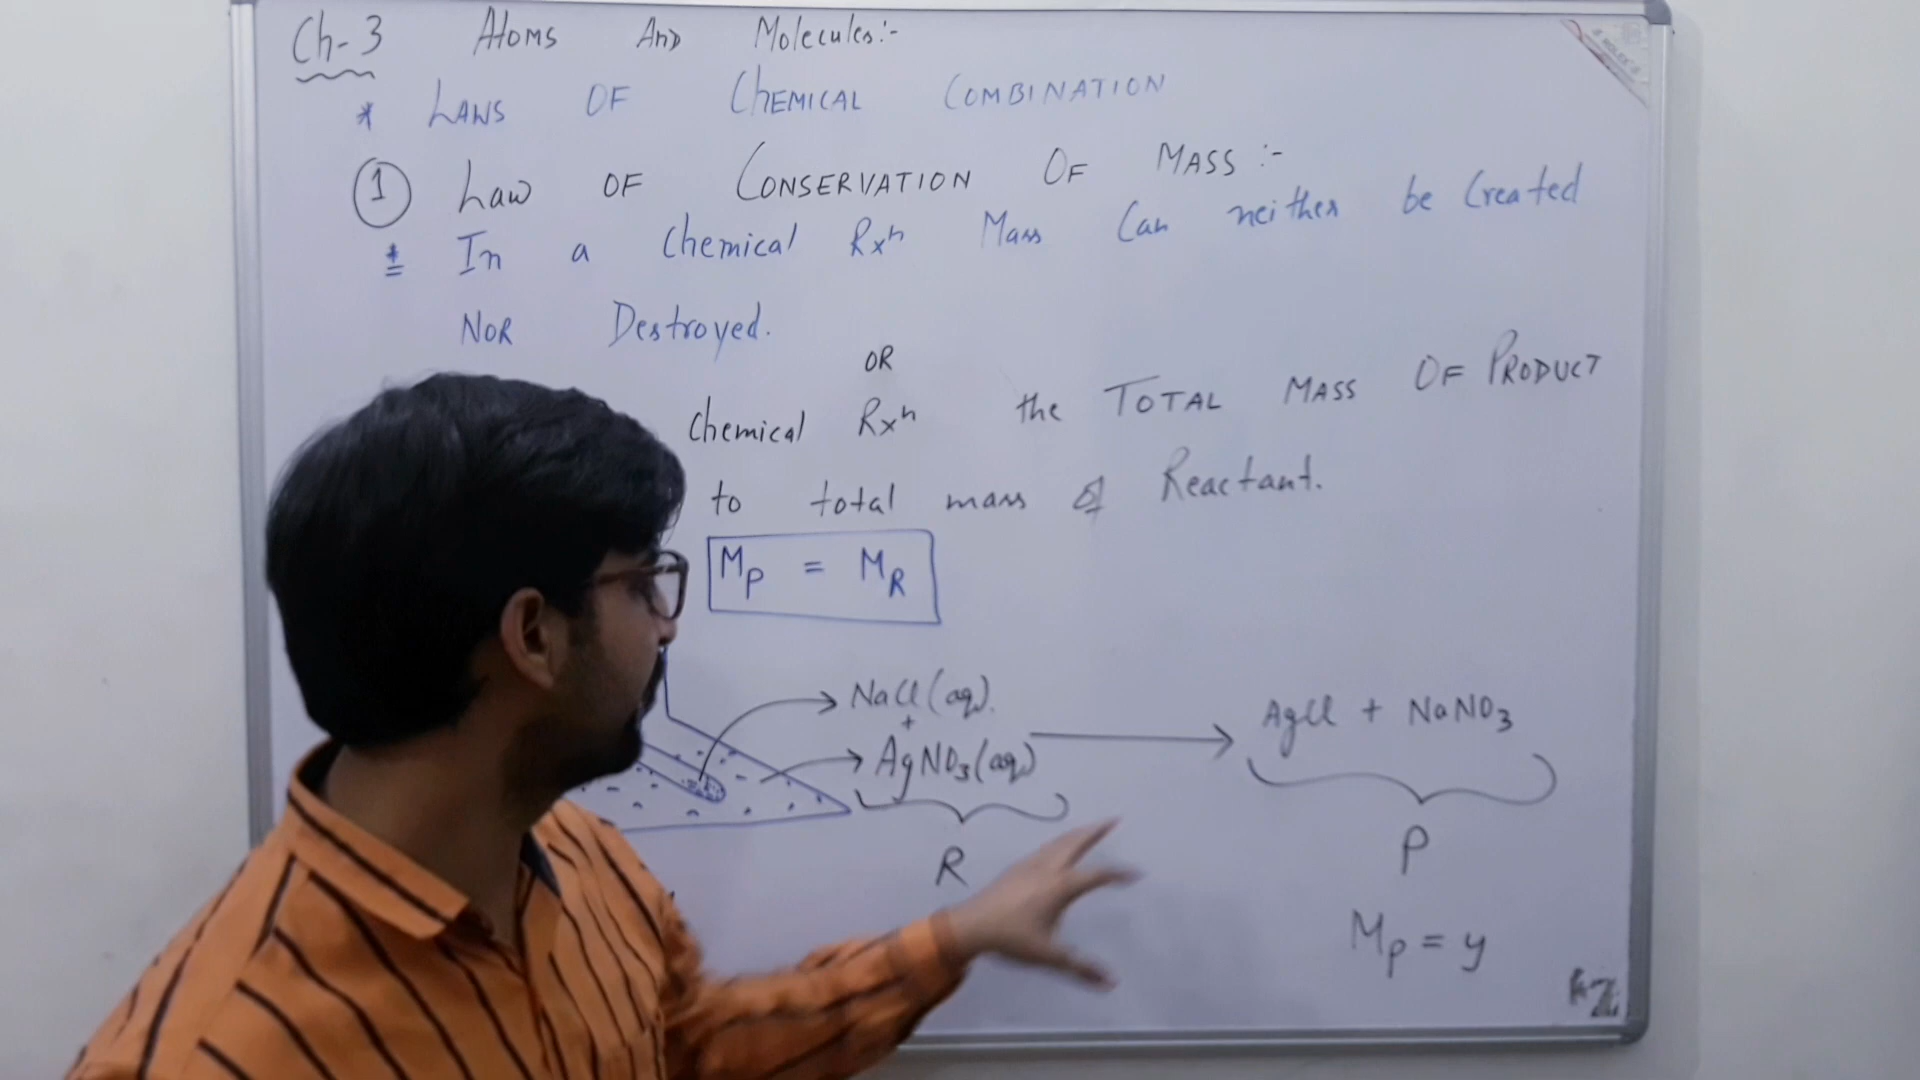 Ch-3 Atoms And Molecules:-
* LAWS OF ChEMICAL COMBINATION
① Law OF CONSERVATION OF MASS :-
* In a Chemical Rxⁿ Mass Can neither be Created
NOR Destroyed.
OR
Chemical Rxⁿ the TOTAL MASS OF PRODUCT
to total mass of Reactant.
Mp = MR
NaCl(aq).
+
AgNO3(aq)
AgCl + NaNO3
R
P
Mp = y